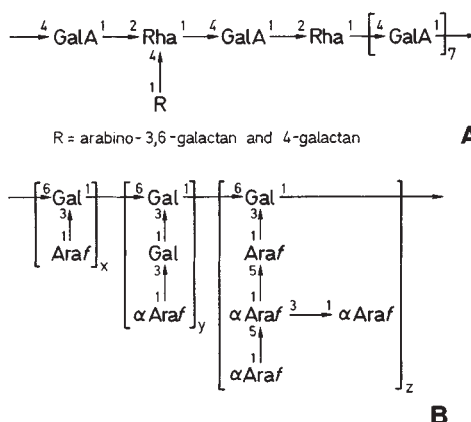 4 GalA 1 2 Rha 1 4 GalA 1 2 Rha 1 [ 4 GalA 1 ] 7
4
1
R
R = arabino-3,6-galactan and 4-galactan
A
[ 6 Gal 1 ] x [ 6 Gal 1 ] y [ 6 Gal 1 ] z
3 3 3
1 1 1
Araf Gal Araf
3 5
1 1
αAraf αAraf 3 1 αAraf
5
1
αAraf
B